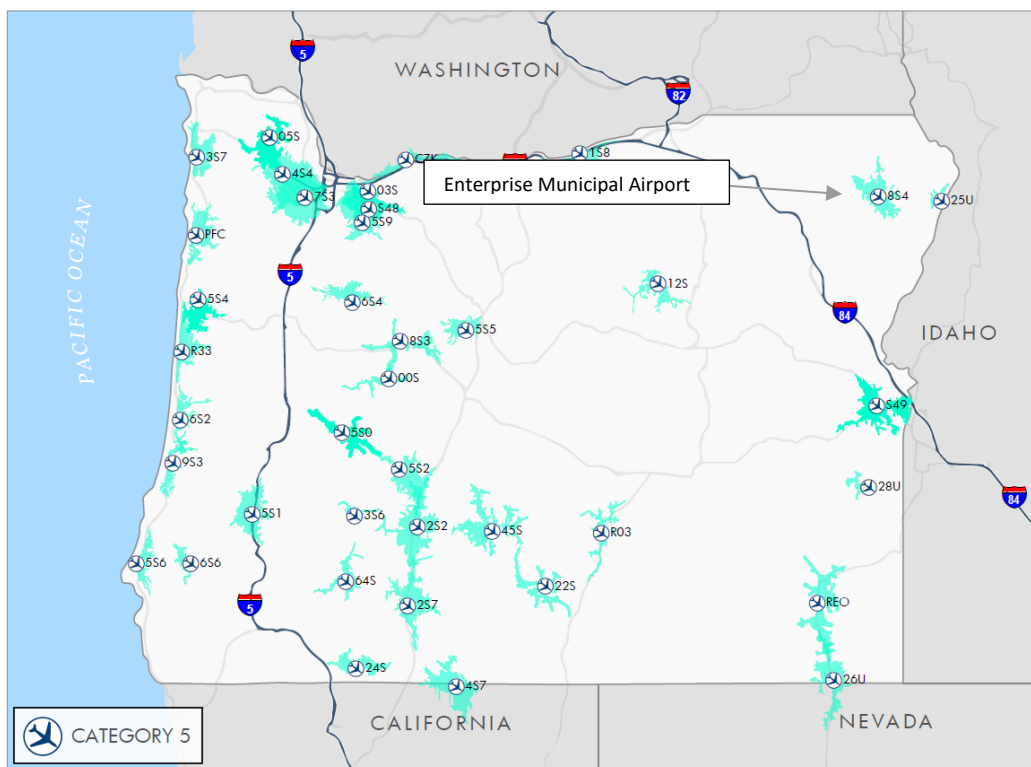 5
WASHINGTON
82
05S
3S7
CZK
1S8
4S4
Enterprise Municipal Airport
03S
7S3
S48
8S4
25U
5S9
PFC
PACIFIC OCEAN
5
12S
5S4
6S4
84
5S5
IDAHO
8S3
R33
00S
S49
6S2
5S0
9S3
5S2
28U
84
5S1
3S6
2S2
45S
R03
5S6
6S6
64S
22S
5
2S7
REO
24S
4S7
26U
CATEGORY 5
CALIFORNIA
NEVADA